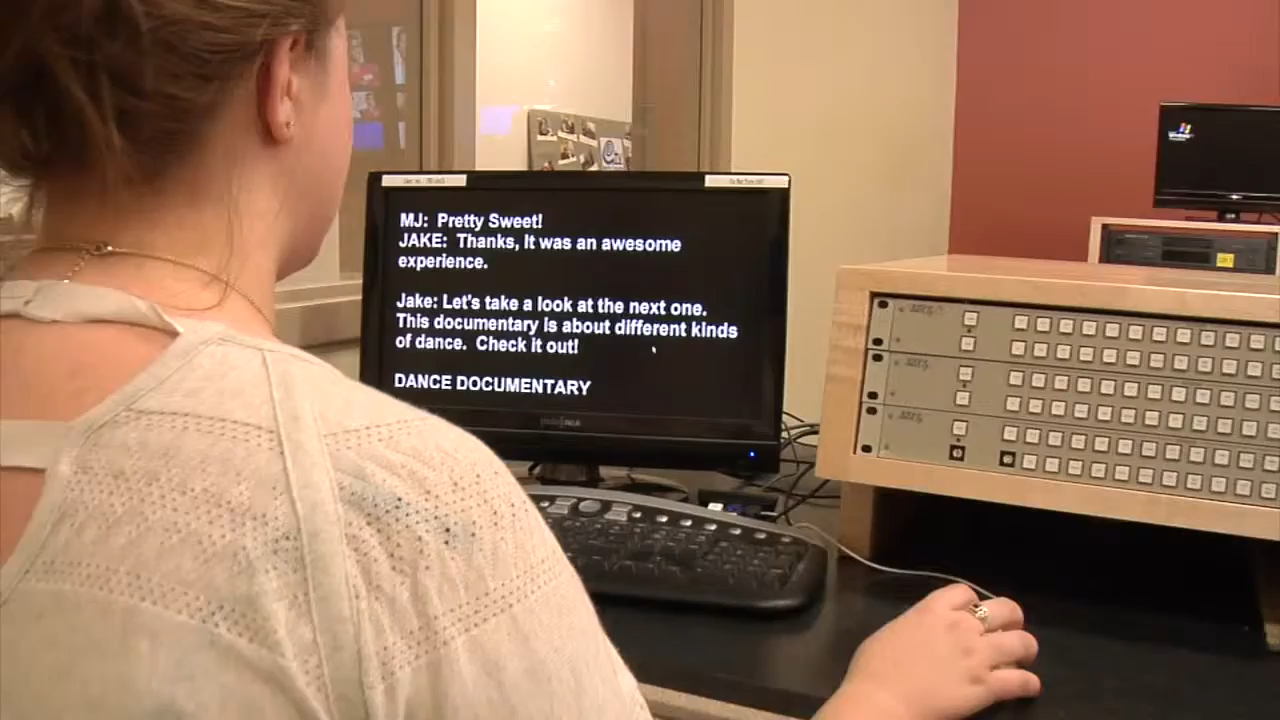 MJ: Pretty Sweet!
JAKE: Thanks, It was an awesome
experience.
Jake: Let's take a look at the next one.
This documentary is about different kinds
of dance. Check it out!
DANCE DOCUMENTARY